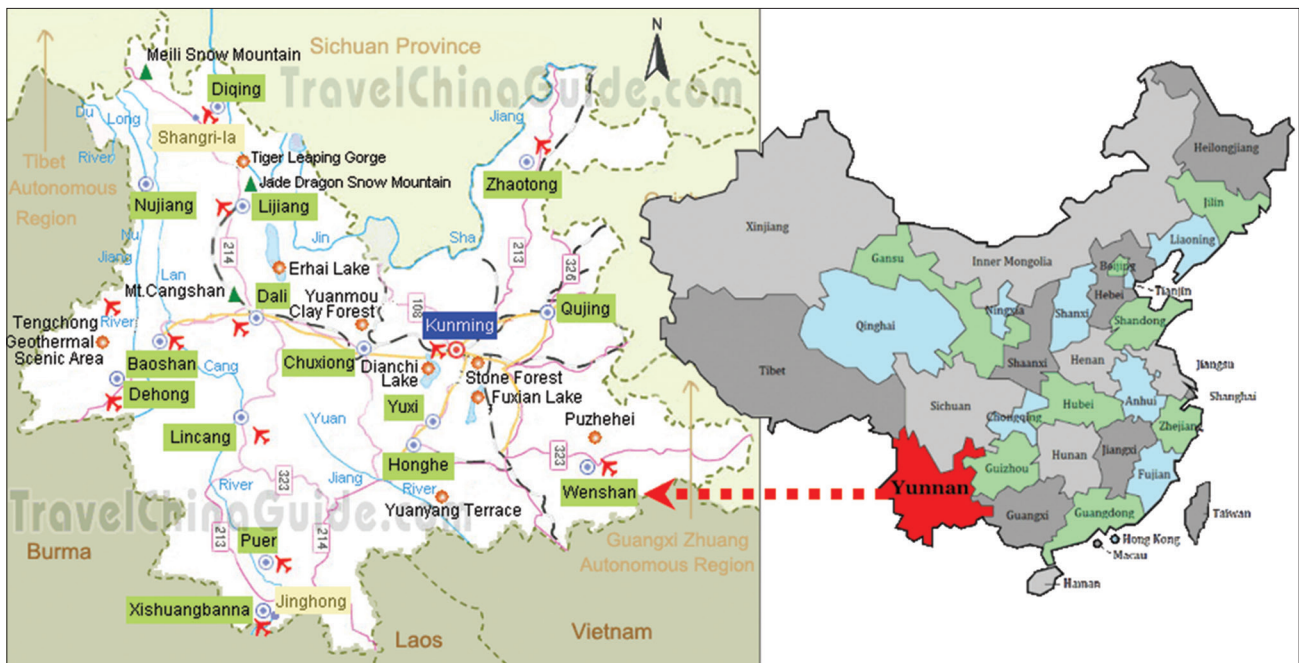 N
Sichuan Province
TravelChinaGuide.com
Meili Snow Mountain
Diqing
Shangri-la
Du
Long
River
Jiang
Tibet
Autonomous
Region
Tiger Leaping Gorge
Jade Dragon Snow Mountain
Zhaotong
Nujiang
Lijiang
Nu
Jiang
Jin
Sha
213
214
326
Lan
Erhai Lake
Mt.Cangshan
Dali
Yuanmou
Clay Forest
108
Kunming
Qujing
Tengchong
Geothermal
Scenic Area
River
Baoshan
Cang
Chuxiong
Dianchi
Lake
Stone Forest
Fuxian Lake
Dehong
Yuxi
Yuan
Puzhehei
Lincang
Honghe
323
Wenshan
River
323
Jiang
River
Yuanyang Terrace
TravelChinaGuide.com
Burma
213
214
Puer
Guangxi Zhuang
Autonomous Region
Jinghong
Xishuangbanna
Laos
Vietnam
Heilongjiang
Jilin
Liaoning
Xinjiang
Gansu
Inner Mongolia
Beijing
Tianjin
Hebei
Ningxia
Shanxi
Shandong
Qinghai
Shaanxi
Henan
Jiangsu
Tibet
Shanghai
Anhui
Sichuan
Chongqing
Hubei
Zhejian
Hunan
Jiangxi
Guizhou
Fujian
Yunnan
Guangxi
Guangdong
Taiwan
Hong Kong
Macau
Hainan